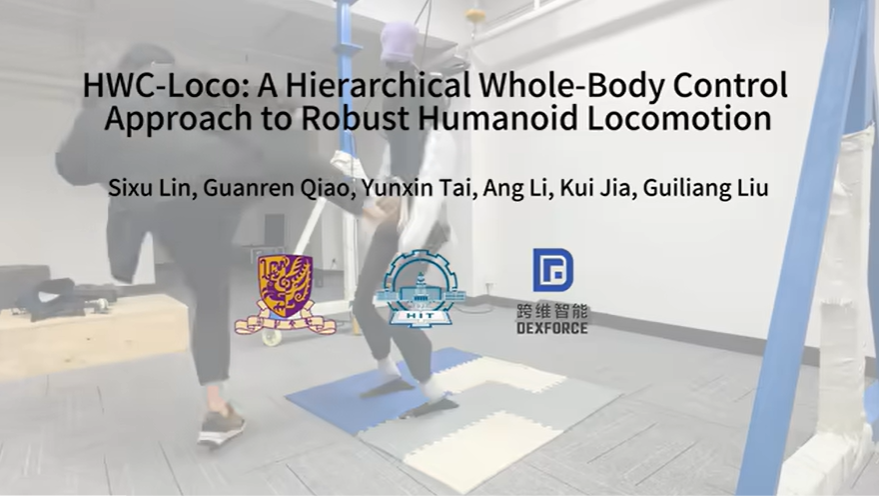 HWC-Loco: A Hierarchical Whole-Body Control
Approach to Robust Humanoid Locomotion
Sixu Lin, Guanren Qiao, Yunxin Tai, Ang Li, Kui Jia, Guiliang Liu
HIT
跨维智能
DEXFORCE